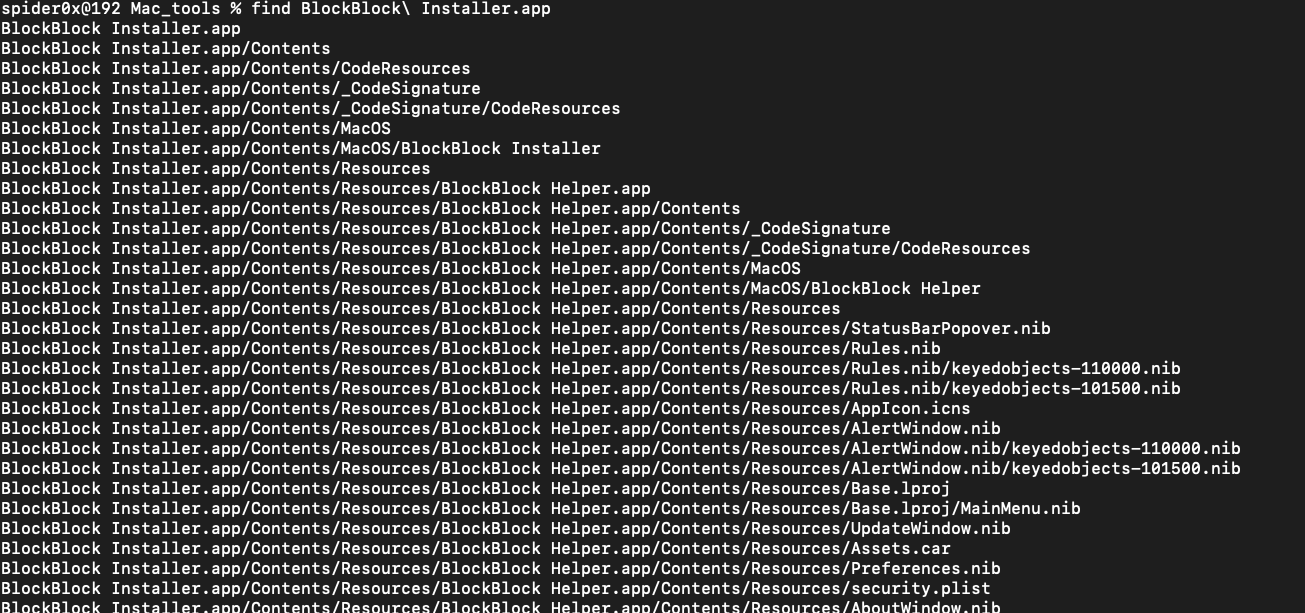 spider0x@192 Mac_tools % find BlockBlock\ Installer.app
BlockBlock Installer.app
BlockBlock Installer.app/Contents
BlockBlock Installer.app/Contents/CodeResources
BlockBlock Installer.app/Contents/_CodeSignature
BlockBlock Installer.app/Contents/_CodeSignature/CodeResources
BlockBlock Installer.app/Contents/MacOS
BlockBlock Installer.app/Contents/MacOS/BlockBlock Installer
BlockBlock Installer.app/Contents/Resources
BlockBlock Installer.app/Contents/Resources/BlockBlock Helper.app
BlockBlock Installer.app/Contents/Resources/BlockBlock Helper.app/Contents
BlockBlock Installer.app/Contents/Resources/BlockBlock Helper.app/Contents/_CodeSignature
BlockBlock Installer.app/Contents/Resources/BlockBlock Helper.app/Contents/_CodeSignature/CodeResources
BlockBlock Installer.app/Contents/Resources/BlockBlock Helper.app/Contents/MacOS
BlockBlock Installer.app/Contents/Resources/BlockBlock Helper.app/Contents/MacOS/BlockBlock Helper
BlockBlock Installer.app/Contents/Resources/BlockBlock Helper.app/Contents/Resources
BlockBlock Installer.app/Contents/Resources/BlockBlock Helper.app/Contents/Resources/StatusBarPopover.nib
BlockBlock Installer.app/Contents/Resources/BlockBlock Helper.app/Contents/Resources/Rules.nib
BlockBlock Installer.app/Contents/Resources/BlockBlock Helper.app/Contents/Resources/Rules.nib/keyedobjects-110000.nib
BlockBlock Installer.app/Contents/Resources/BlockBlock Helper.app/Contents/Resources/Rules.nib/keyedobjects-101500.nib
BlockBlock Installer.app/Contents/Resources/BlockBlock Helper.app/Contents/Resources/AppIcon.icns
BlockBlock Installer.app/Contents/Resources/BlockBlock Helper.app/Contents/Resources/AlertWindow.nib
BlockBlock Installer.app/Contents/Resources/BlockBlock Helper.app/Contents/Resources/AlertWindow.nib/keyedobjects-110000.nib
BlockBlock Installer.app/Contents/Resources/BlockBlock Helper.app/Contents/Resources/AlertWindow.nib/keyedobjects-101500.nib
BlockBlock Installer.app/Contents/Resources/BlockBlock Helper.app/Contents/Resources/Base.lproj
BlockBlock Installer.app/Contents/Resources/BlockBlock Helper.app/Contents/Resources/Base.lproj/MainMenu.nib
BlockBlock Installer.app/Contents/Resources/BlockBlock Helper.app/Contents/Resources/UpdateWindow.nib
BlockBlock Installer.app/Contents/Resources/BlockBlock Helper.app/Contents/Resources/Assets.car
BlockBlock Installer.app/Contents/Resources/BlockBlock Helper.app/Contents/Resources/Preferences.nib
BlockBlock Installer.app/Contents/Resources/BlockBlock Helper.app/Contents/Resources/security.plist
BlockBlock Installer.app/Contents/Resources/BlockBlock Helper.app/Contents/Resources/AboutWindow.nib